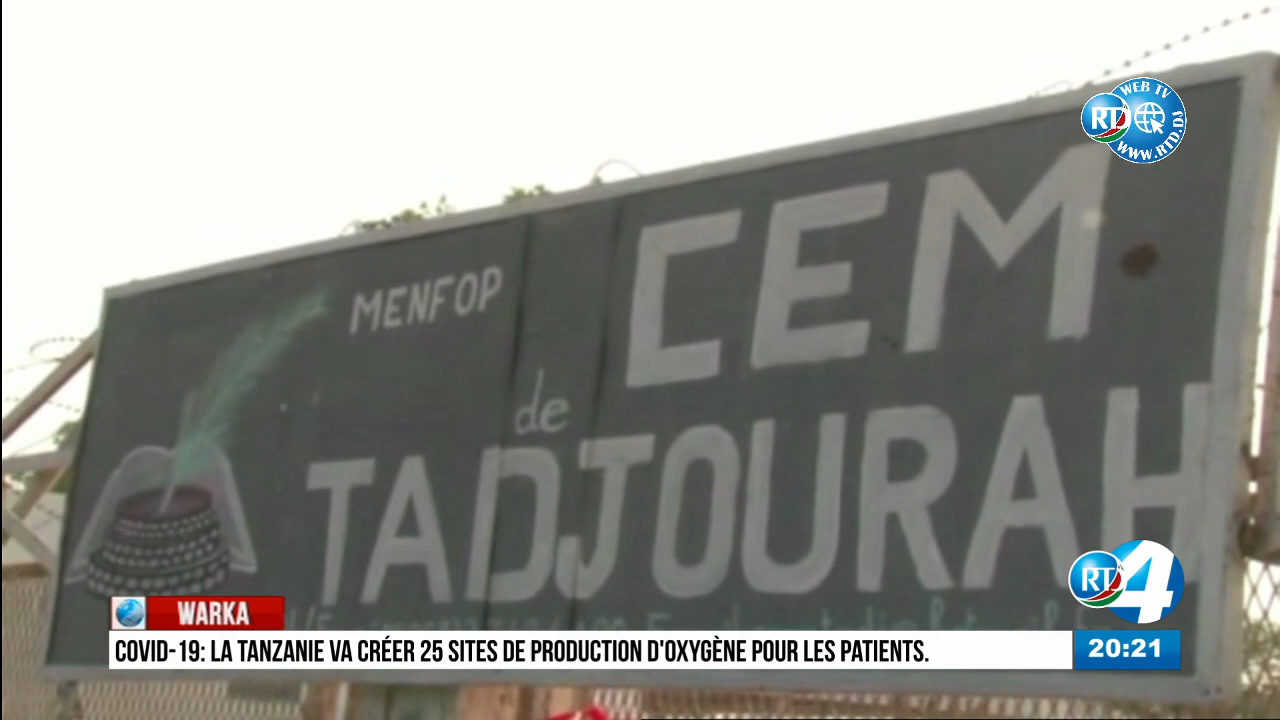 WEB TV
RTD
WWW.RTD.DJ
MENFOP
CEM
de
TADJOURAH
RTD 4
WARKA
COVID-19: LA TANZANIE VA CRÉER 25 SITES DE PRODUCTION D'OXYGÈNE POUR LES PATIENTS.
20:21